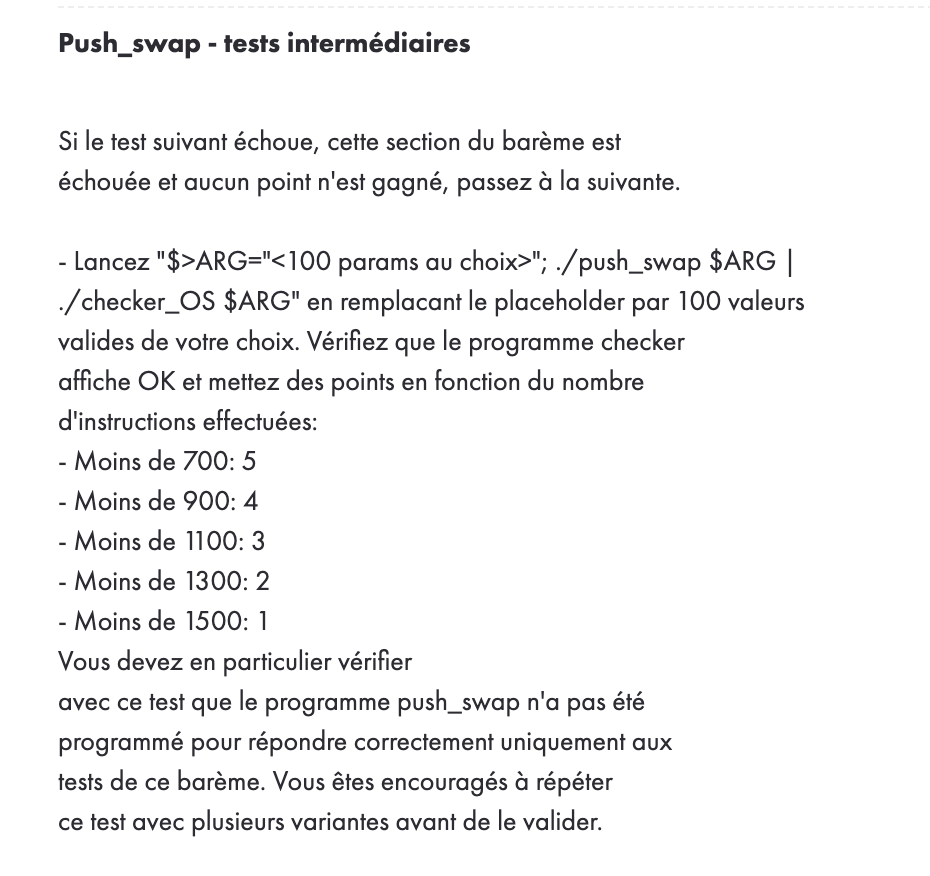 Push_swap - tests intermédiaires
Si le test suivant échoue, cette section du barème est
échouée et aucun point n'est gagné, passez à la suivante.
- Lancez "$>ARG="<100 params au choix>"; ./push_swap $ARG |
./checker_OS $ARG" en remplacant le placeholder par 100 valeurs
valides de votre choix. Vérifiez que le programme checker
affiche OK et mettez des points en fonction du nombre
d'instructions effectuées:
- Moins de 700: 5
- Moins de 900: 4
- Moins de 1100: 3
- Moins de 1300: 2
- Moins de 1500: 1
Vous devez en particulier vérifier
avec ce test que le programme push_swap n'a pas été
programmé pour répondre correctement uniquement aux
tests de ce barème. Vous êtes encouragés à répéter
ce test avec plusieurs variantes avant de le valider.